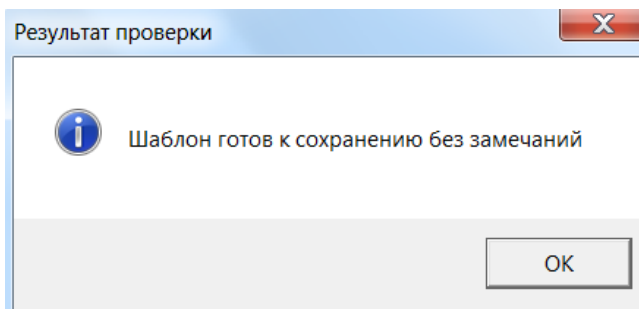 Результат проверки
Шаблон готов к сохранению без замечаний
OK